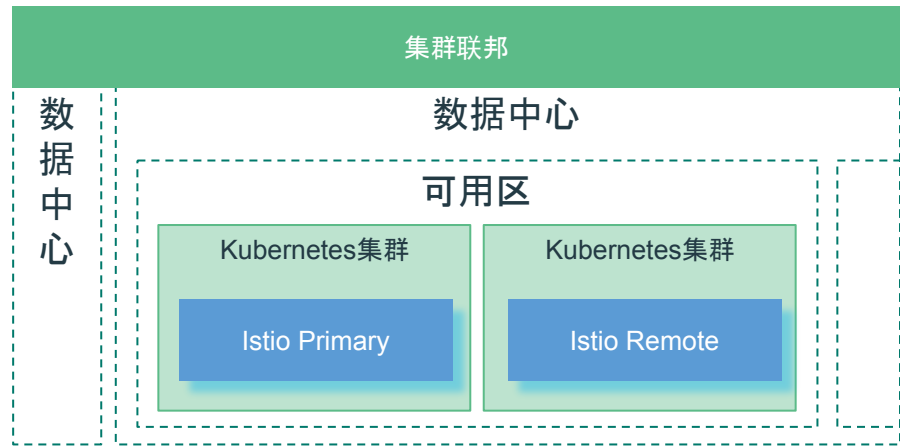 集群联邦
数据中心
数据中心
可用区
Kubernetes集群
Kubernetes集群
Istio Primary
Istio Remote